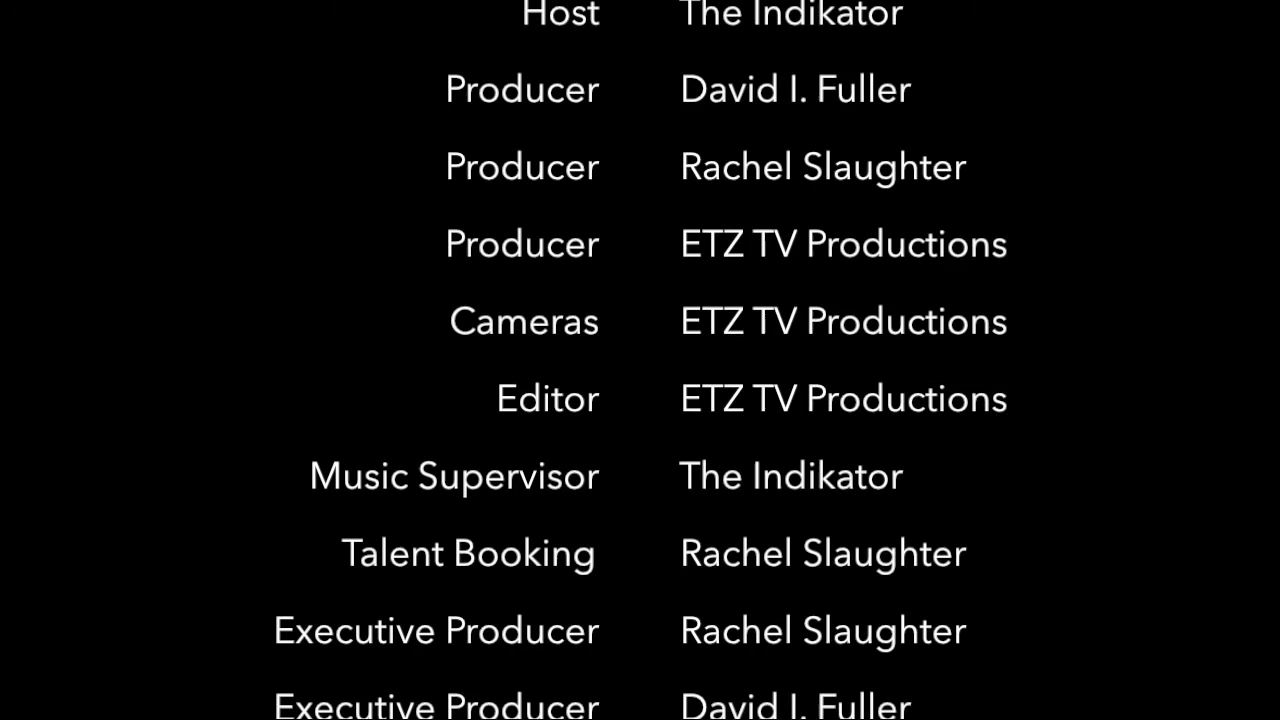 Host The Indikator
Producer David I. Fuller
Producer Rachel Slaughter
Producer ETZ TV Productions
Cameras ETZ TV Productions
Editor ETZ TV Productions
Music Supervisor The Indikator
Talent Booking Rachel Slaughter
Executive Producer Rachel Slaughter
Executive Producer David I. Fuller